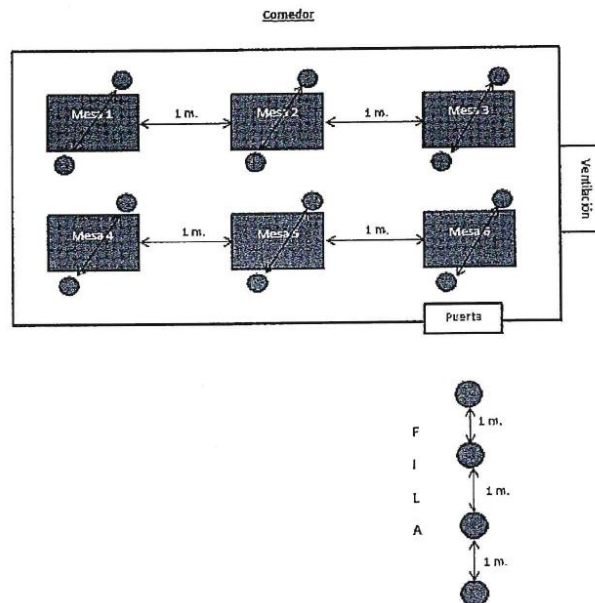 Comedor
Mesa 1
1 m.
Mesa 2
1 m.
Mesa 3
Ventilación
Mesa 4
1 m.
Mesa 5
1 m.
Mesa 6
Puerta
1 m.
F
I
1 m.
L
A
1 m.